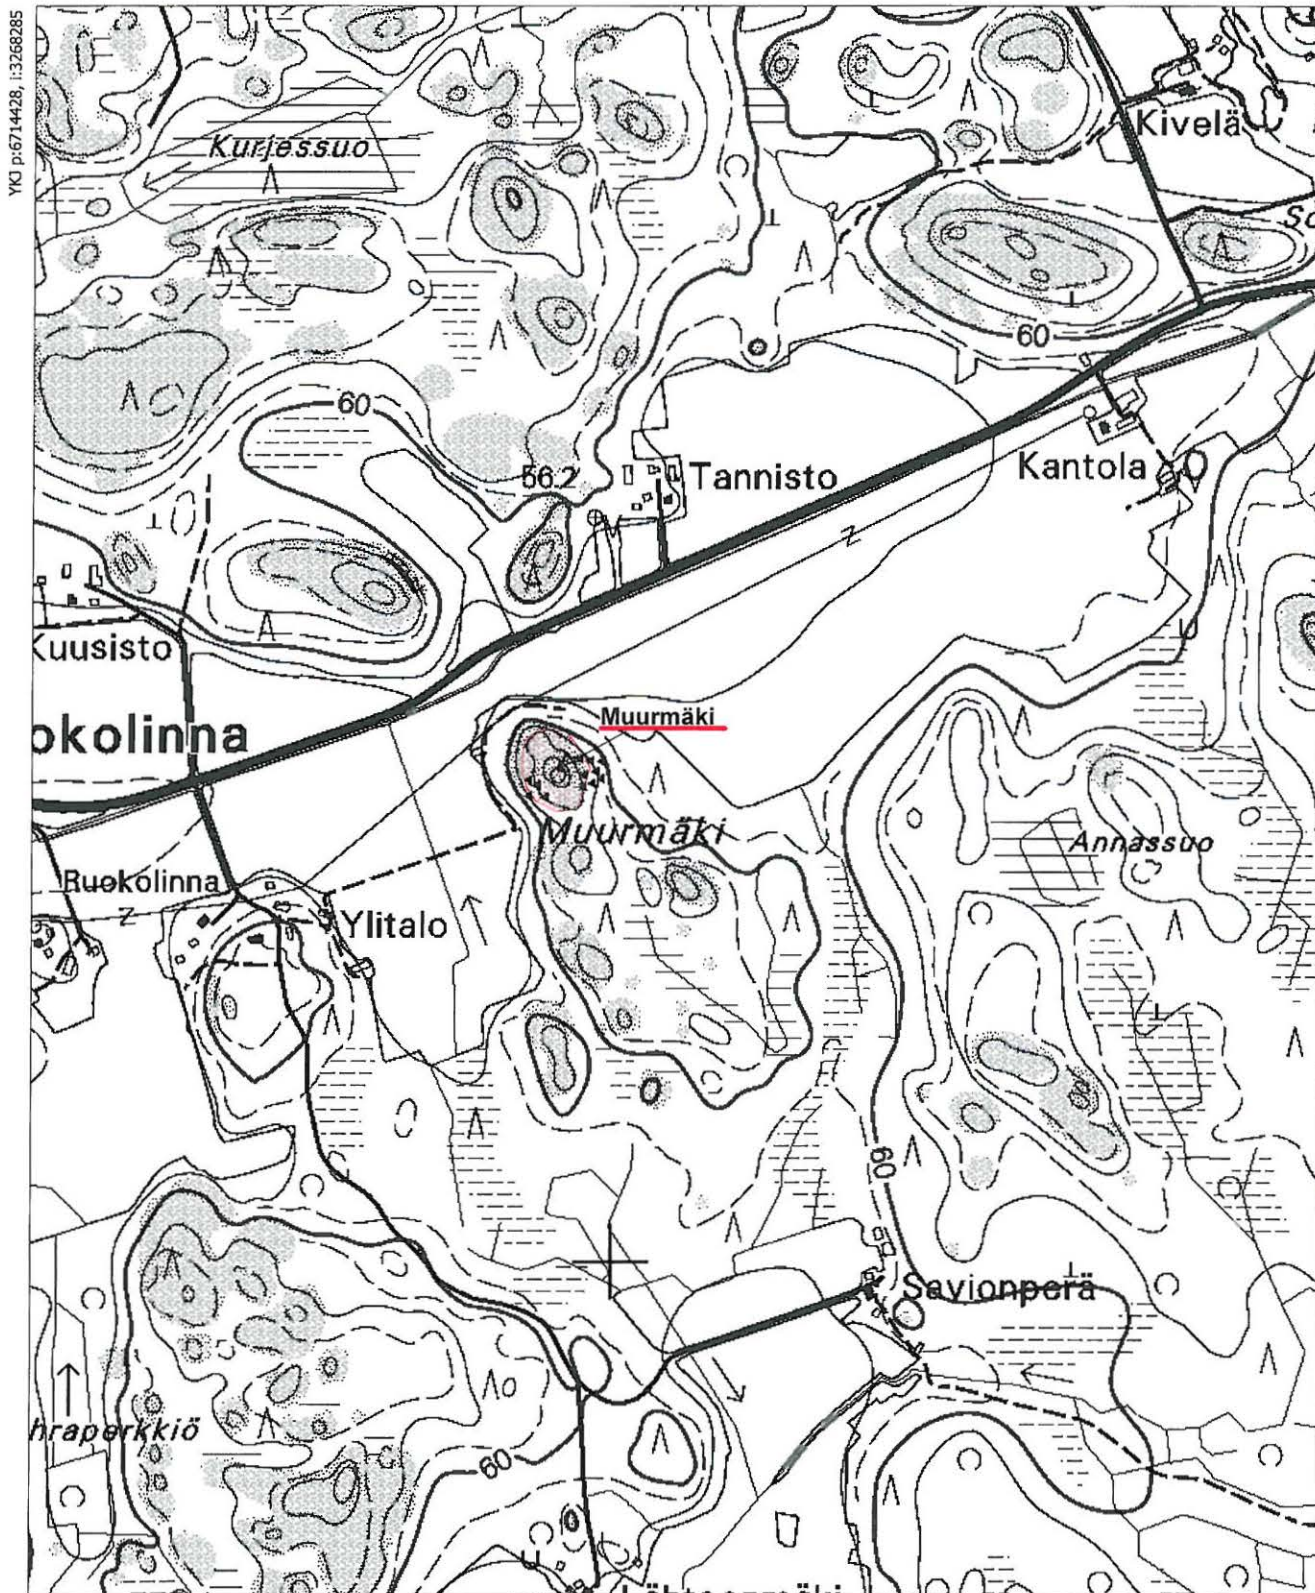 YKJ p:6714428, I:3268285
Kivelä
Kurjessuo
60
60
56.2
Tannisto
Kantola
Kuusisto
okolinna
Muurmäki
Muurmäki
Annassuo
Ruokolinna
Ylitalo
60
Savionperä
hraperkkiö
60